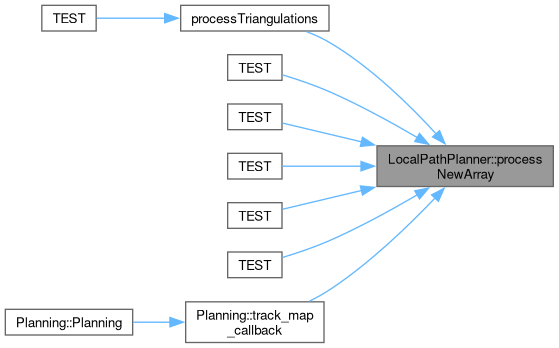 TEST
processTriangulations
TEST
TEST
LocalPathPlanner::process
NewArray
TEST
TEST
TEST
Planning::Planning
Planning::track_map
_callback